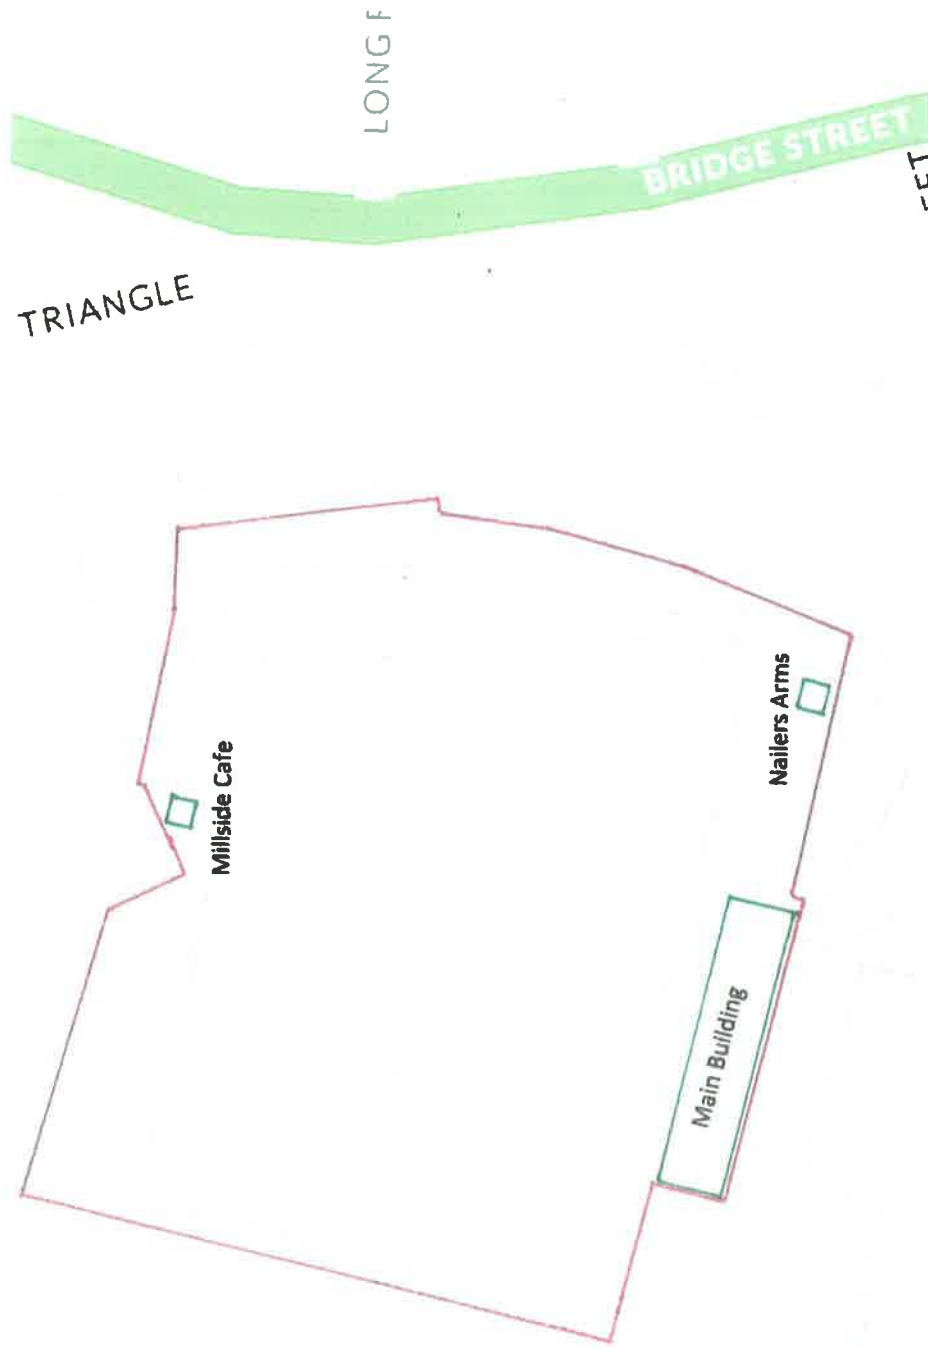 LONG F
BRIDGE STREET
TRIANGLE
Nailers Arms
Millside Cafe
Main Building